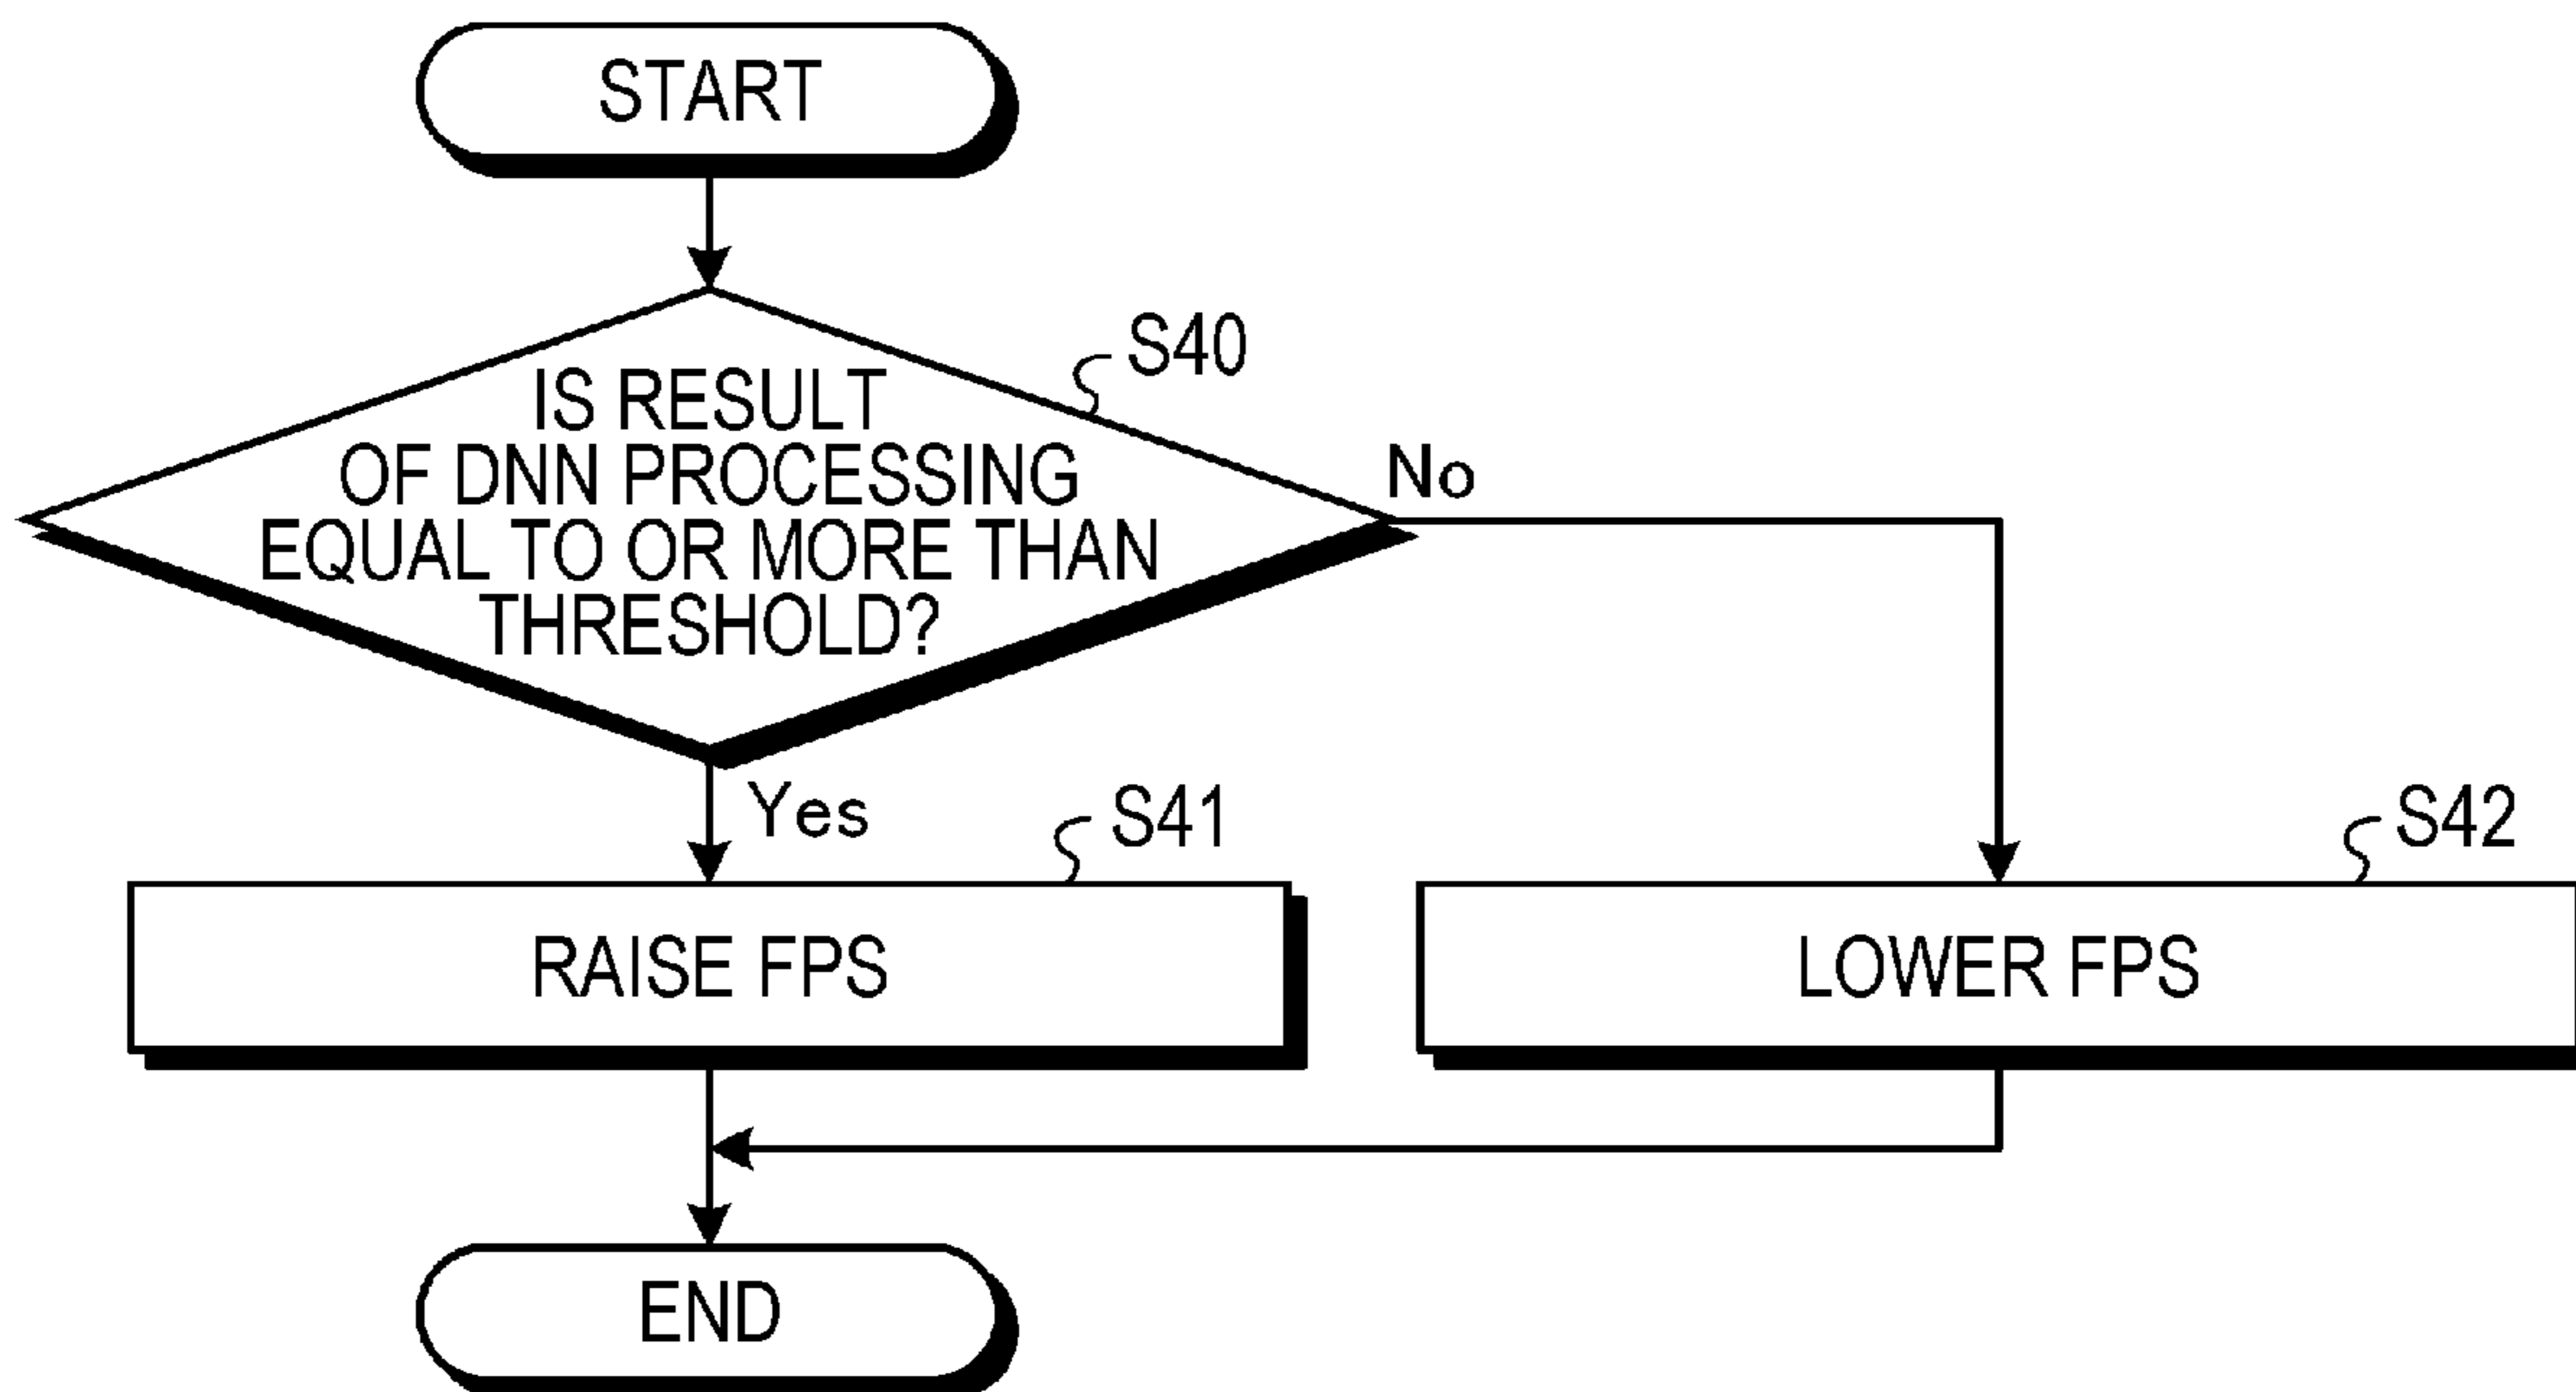 START
S40
IS RESULT
OF DNN PROCESSING
EQUAL TO OR MORE THAN
THRESHOLD?
No
Yes
S41
S42
RAISE FPS
LOWER FPS
END